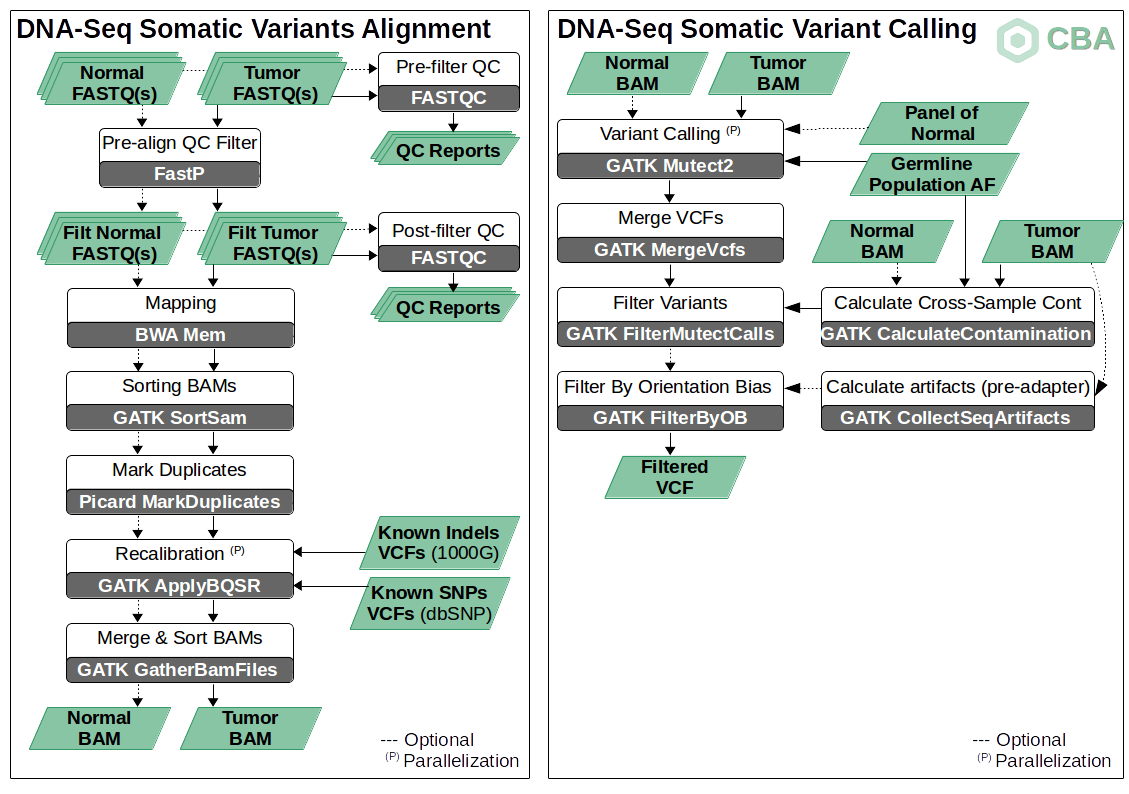 DNA-Seq Somatic Variants Alignment
Normal
FASTQ(s)
Tumor
FASTQ(s)
Pre-filter QC
FASTQC
QC Reports
Pre-align QC Filter
FastP
Filt Normal
FASTQ(s)
Filt Tumor
FASTQ(s)
Post-filter QC
FASTQC
QC Reports
Mapping
BWA Mem
Sorting BAMs
GATK SortSam
Mark Duplicates
Picard MarkDuplicates
Recalibration (P)
GATK ApplyBQSR
Known Indels
VCFs (1000G)
Known SNPs
VCFs (dbSNP)
Merge & Sort BAMs
GATK GatherBamFiles
Normal
BAM
Tumor
BAM
--- Optional
(P) Parallelization
DNA-Seq Somatic Variant Calling
CBA
Normal
BAM
Tumor
BAM
Variant Calling (P)
GATK Mutect2
Panel of
Normal
Germline
Population AF
Merge VCFs
GATK MergeVcfs
Normal
BAM
Tumor
BAM
Filter Variants
GATK FilterMutectCalls
Calculate Cross-Sample Cont
GATK CalculateContamination
Filter By Orientation Bias
GATK FilterByOB
Calculate artifacts (pre-adapter)
GATK CollectSeqArtifacts
Filtered
VCF
--- Optional
(P) Parallelization